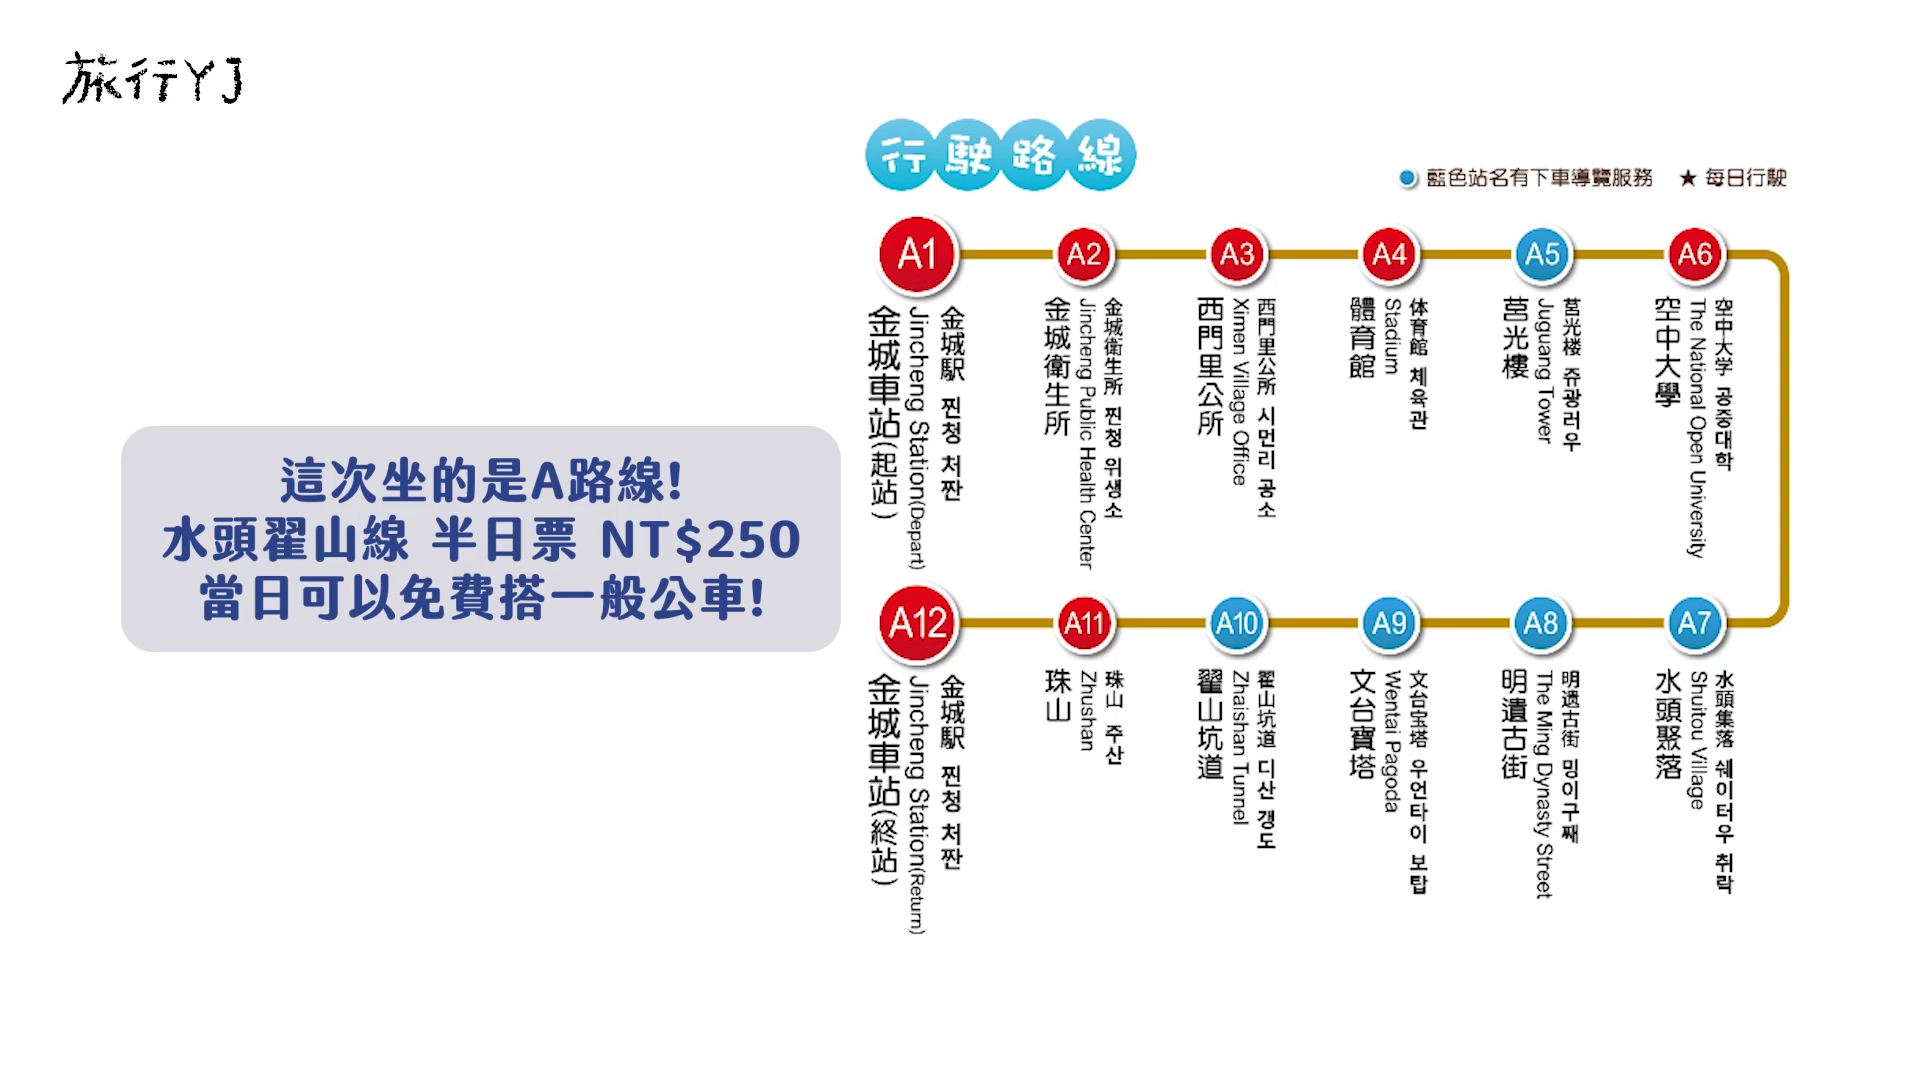 旅行YJ
行駛路線
藍色站名有下車導覽服務 ★ 每日行駛
這次坐的是A路線!
水頭翟山線 半日票 NT$250
當日可以免費搭一般公車!
A1
金城車站(起站)
Jincheng Station(Depart)
金城駅 찐청 처짠
A2
金城衛生所
Jincheng Public Health Center
金城衛生所 찐청 위생소
A3
西門里公所
Ximen Village Office
西門里公所 시먼리 공소
A4
體育館
Stadium
体育館 체육관
A5
莒光樓
Juguang Tower
莒光楼 쥬광러우
A6
空中大學
The National Open University
空中大学 공중대학
A7
水頭聚落
Shuitou Village
水頭集落 쉐이터우 취락
A8
明遺古街
The Ming Dynasty Street
明遺古街 밍이구째
A9
文台寶塔
Wentai Pagoda
文台宝塔 우언타이 보탑
A10
翟山坑道
Zhaishan Tunnel
翟山坑道 디산 갱도
A11
珠山
Zhushan
珠山 주산
A12
金城車站(終站)
Jincheng Station(Return)
金城駅 찐청 처짠